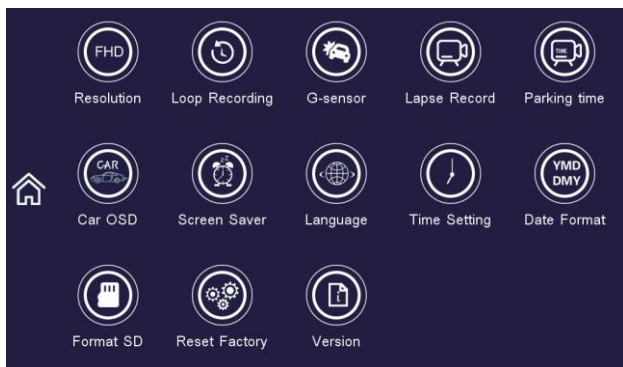 FHD
Resolution
Loop Recording
G-sensor
Lapse Record
TIME
Parking time
CAR
Car OSD
Screen Saver
Language
Time Setting
YMD
DMY
Date Format
Format SD
Reset Factory
Version